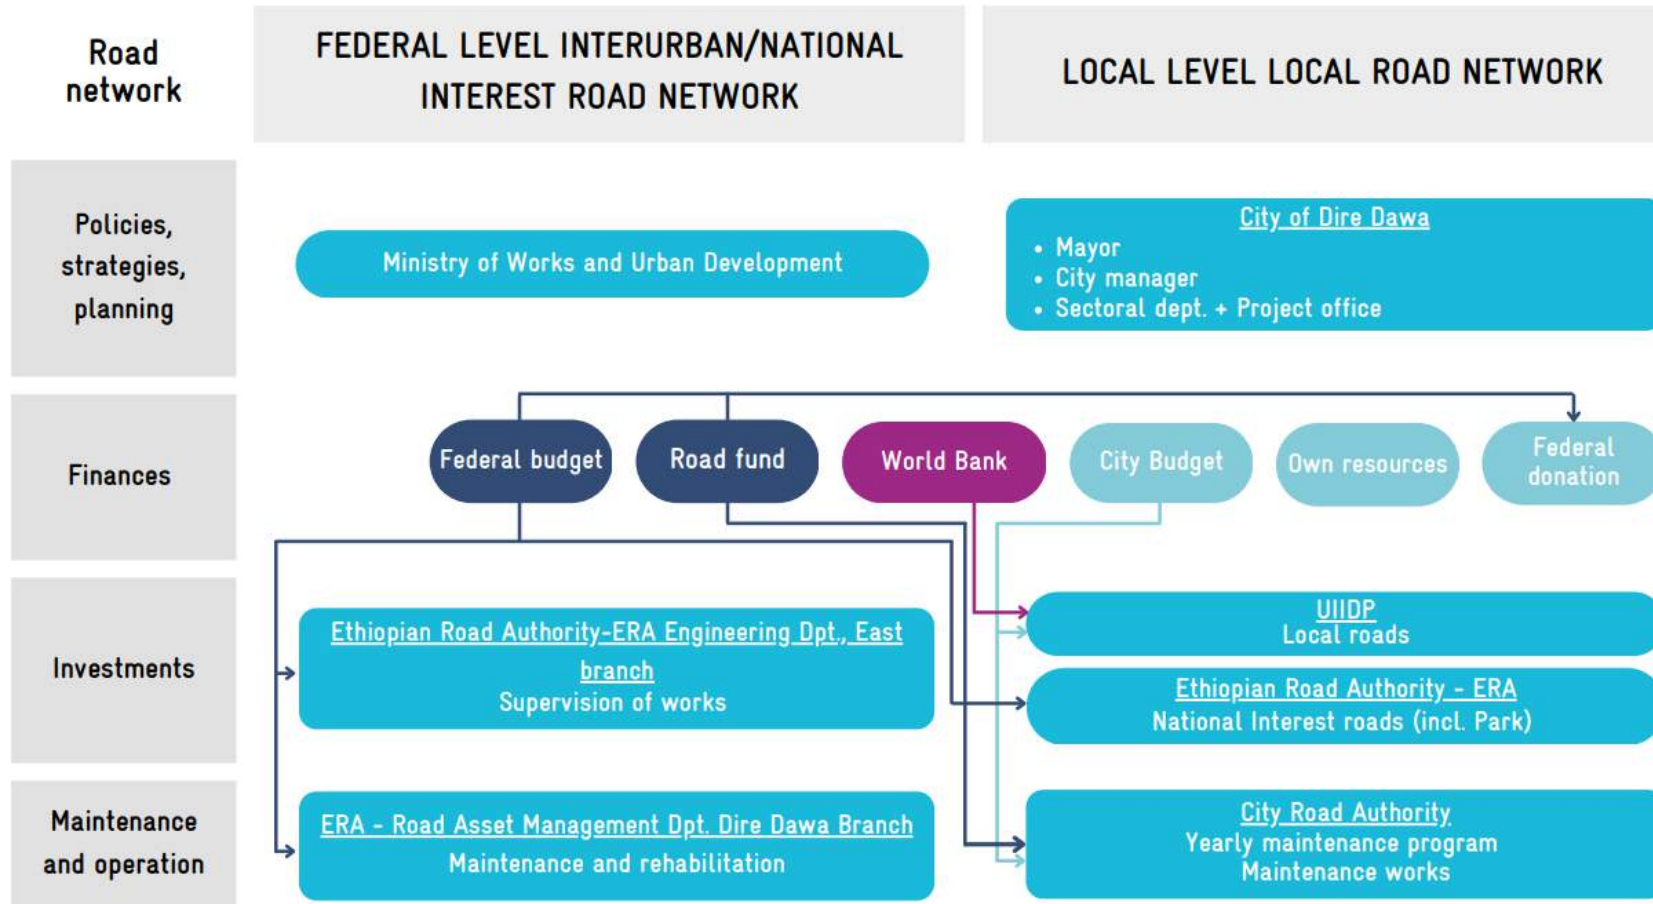 Road
network
FEDERAL LEVEL INTERURBAN/NATIONAL
INTEREST ROAD NETWORK
LOCAL LEVEL LOCAL ROAD NETWORK
Policies,
strategies,
planning
Ministry of Works and Urban Development
City of Dire Dawa
• Mayor
• City manager
• Sectoral dept. + Project office
Finances
Federal budget
Road fund
World Bank
City Budget
Own resources
Federal
donation
Investments
Ethiopian Road Authority-ERA Engineering Dpt., East
branch
Supervision of works
UIIDP
Local roads
Ethiopian Road Authority - ERA
National Interest roads (incl. Park)
Maintenance
and operation
ERA - Road Asset Management Dpt. Dire Dawa Branch
Maintenance and rehabilitation
City Road Authority
Yearly maintenance program
Maintenance works